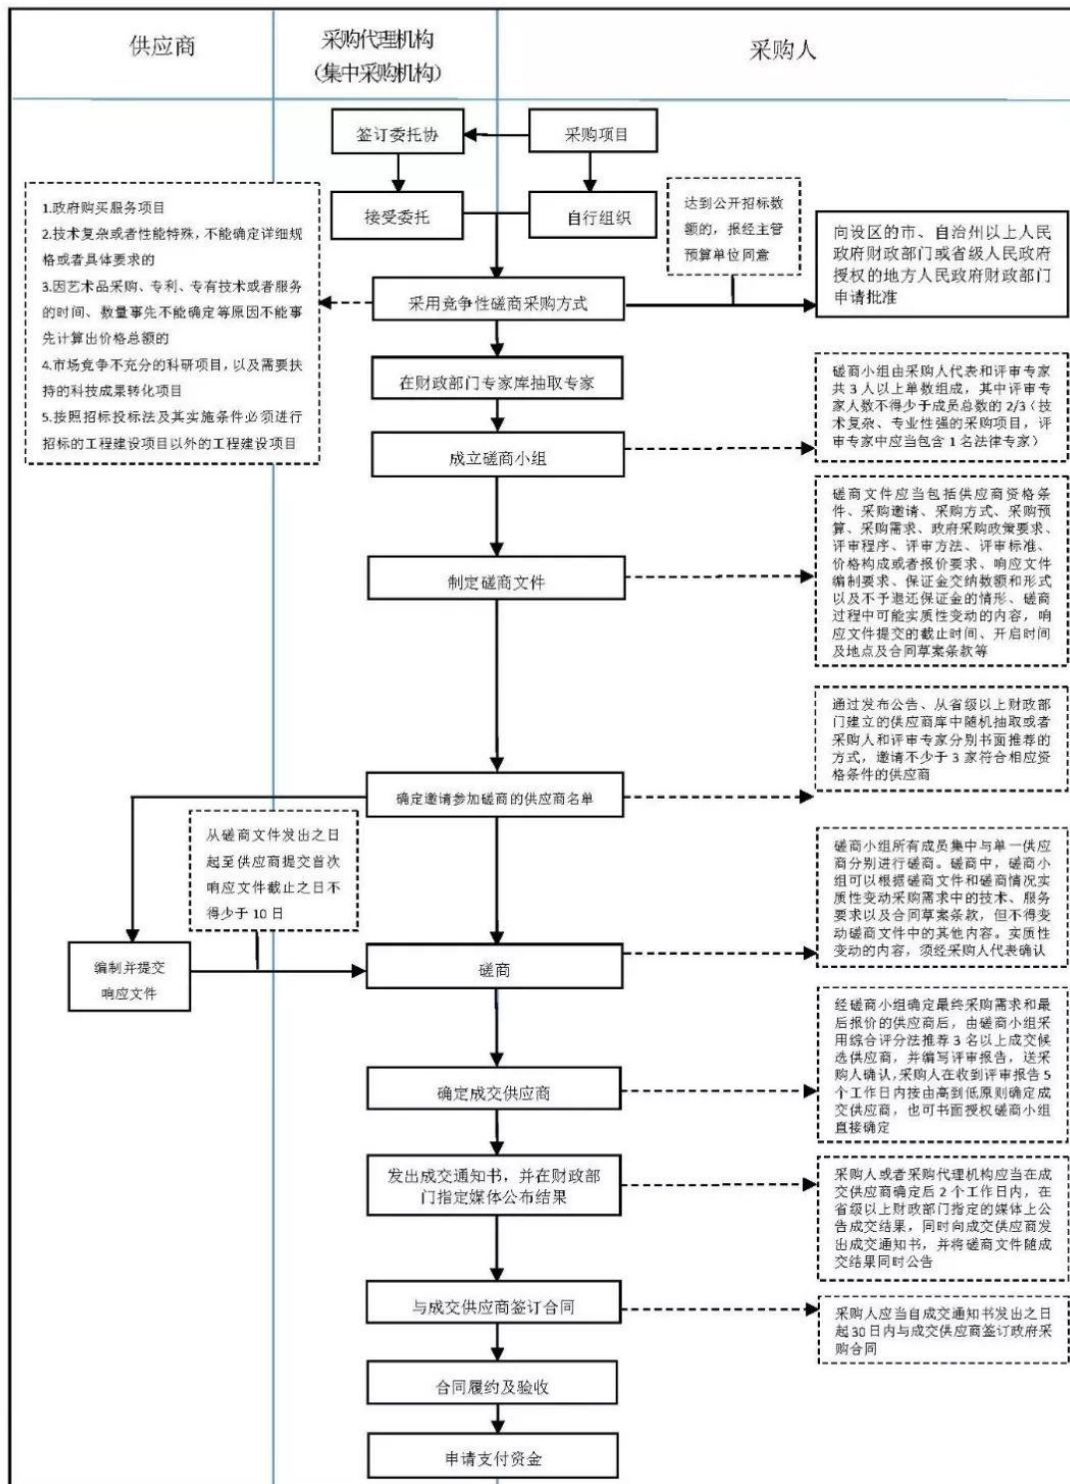 供应商
采购代理机构
（集中采购机构）
采购人
签订委托协
采购项目
接受委托
自行组织
达到公开招标数
额的，报经主管
预算单位同意
向设区的市、自治州以上人民
政府财政部门或省级人民政府
授权的地方人民政府财政部门
申请批准
1.政府购买服务项目
2.技术复杂或者性能特殊，不能确定详细规
格或者具体要求的
3.因艺术品采购、专利、专有技术或者服务
的时间、数量事先不能确定等原因不能事
先计算出价格总额的
4.市场竞争不充分的科研项目，以及需要扶
持的科技成果转化项目
5.按照招标投标法及其实施条件必须进行
招标的工程建设项目以外的工程建设项目
采用竞争性磋商采购方式
在财政部门专家库抽取专家
磋商小组由采购人代表和评审专家
共 3 人以上单数组成，其中评审专
家人数不得少于成员总数的 2/3（技
术复杂、专业性强的采购项目，评
审专家中应当包含 1 名法律专家）
成立磋商小组
磋商文件应当包括供应商资格条
件、采购邀请、采购方式、采购预
算、采购需求、政府采购政策要求、
评审程序、评审方法、评审标准、
价格构成或者报价要求、响应文件
编制要求、保证金交纳数额和形式
以及不予退还保证金的情形、磋商
过程中可能实质性变动的内容，响
应文件提交的截止时间、开启时间
及地点及合同草案条款等
制定磋商文件
通过发布公告、从省级以上财政部
门建立的供应商库中随机抽取或者
采购人和评审专家分别书面推荐的
方式，邀请不少于 3 家符合相应资
格条件的供应商
确定邀请参加磋商的供应商名单
从磋商文件发出之日
起至供应商提交首次
响应文件截止之日不
得少于 10 日
磋商小组所有成员集中与单一供应
商分别进行磋商。磋商中，磋商小
组可以根据磋商文件和磋商情况实
质性变动采购需求中的技术、服务
要求以及合同草案条款，但不得变
动磋商文件中的其他内容。实质性
变动的内容，须经采购人代表确认
编制并提交
响应文件
磋商
经磋商小组确定最终采购需求和最
后报价的供应商后，由磋商小组采
用综合评分法推荐 3 名以上成交候
选供应商，并编写评审报告，送采
购人确认，采购人在收到评审报告 5
个工作日内按由高到低原则确定成
交供应商，也可书面授权磋商小组
直接确定
确定成交供应商
发出成交通知书，并在财政部
门指定媒体公布结果
采购人或者采购代理机构应当在成
交供应商确定后 2 个工作日内，在
省级以上财政部门指定的媒体上公
告成交结果，同时向成交供应商发
出成交通知书，并将磋商文件随成
交结果同时公告
与成交供应商签订合同
采购人应当自成交通知书发出之日
起30日内与成交供应商签订政府采
购合同
合同履约及验收
申请支付资金